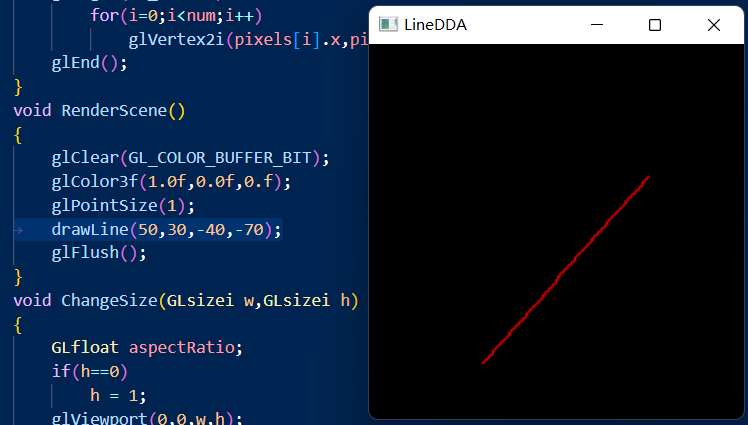 for(i=0;i<num;i++)
glVertex2i(pixels[i].x,pi
glEnd();
}
void RenderScene()
{
glClear(GL_COLOR_BUFFER_BIT);
glColor3f(1.0f,0.0f,0.f);
glPointSize(1);
drawLine(50,30,-40,-70);
glFlush();
}
void ChangeSize(GLsizei w,GLsizei h)
{
GLfloat aspectRatio;
if(h==0)
h = 1;
glViewport(0,0,w,h);
LineDDA